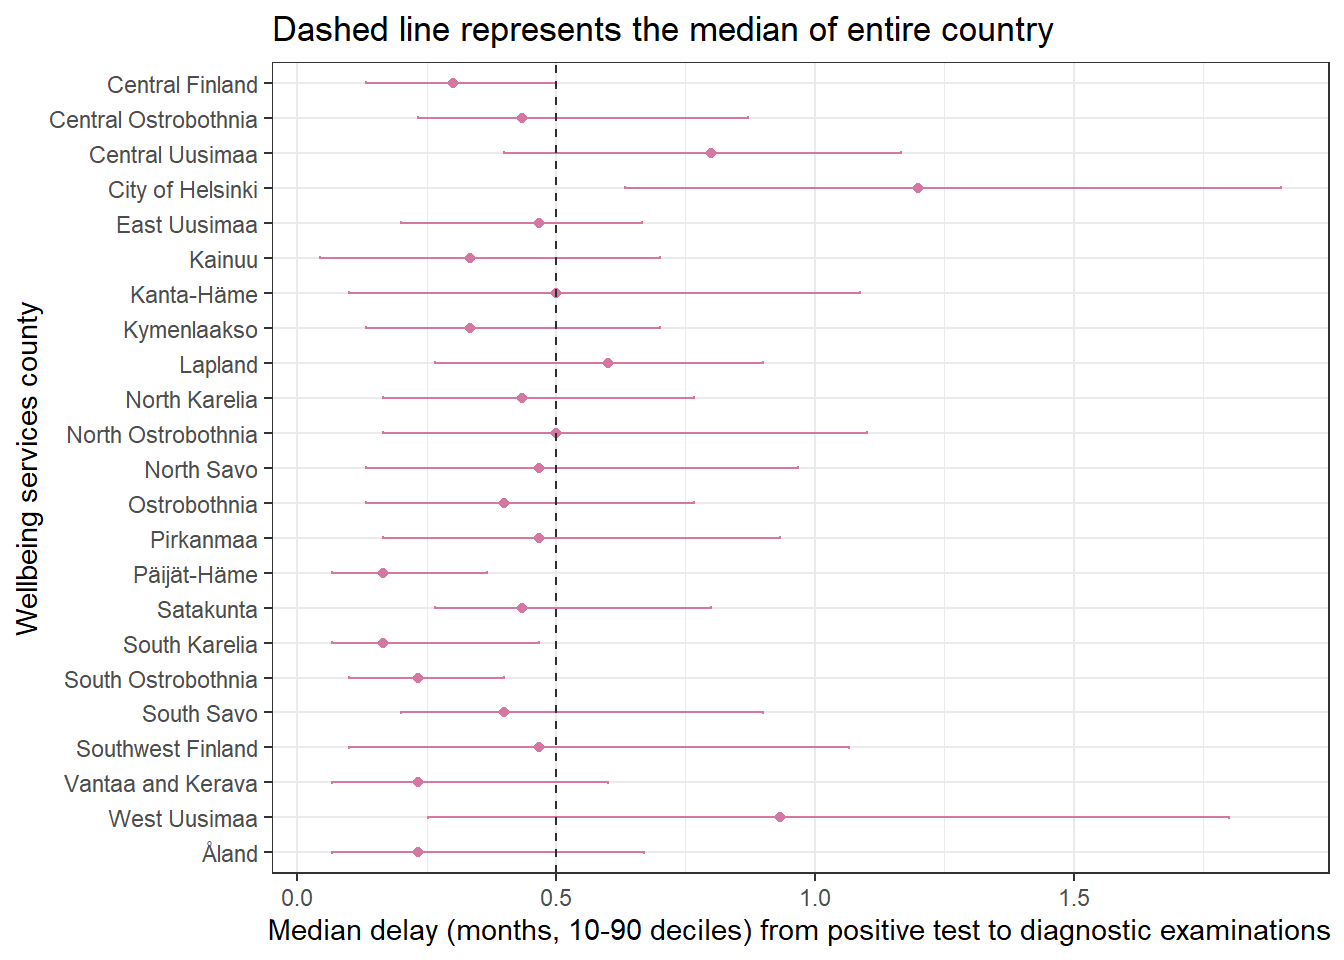 Dashed line represents the median of entire country
Wellbeing services county
Central Finland
Central Ostrobothnia
Central Uusimaa
City of Helsinki
East Uusimaa
Kainuu
Kanta-Häme
Kymenlaakso
Lapland
North Karelia
North Ostrobothnia
North Savo
Ostrobothnia
Pirkanmaa
Päijät-Häme
Satakunta
South Karelia
South Ostrobothnia
South Savo
Southwest Finland
Vantaa and Kerava
West Uusimaa
Åland
0.0 0.5 1.0 1.5
Median delay (months, 10-90 deciles) from positive test to diagnostic examinations